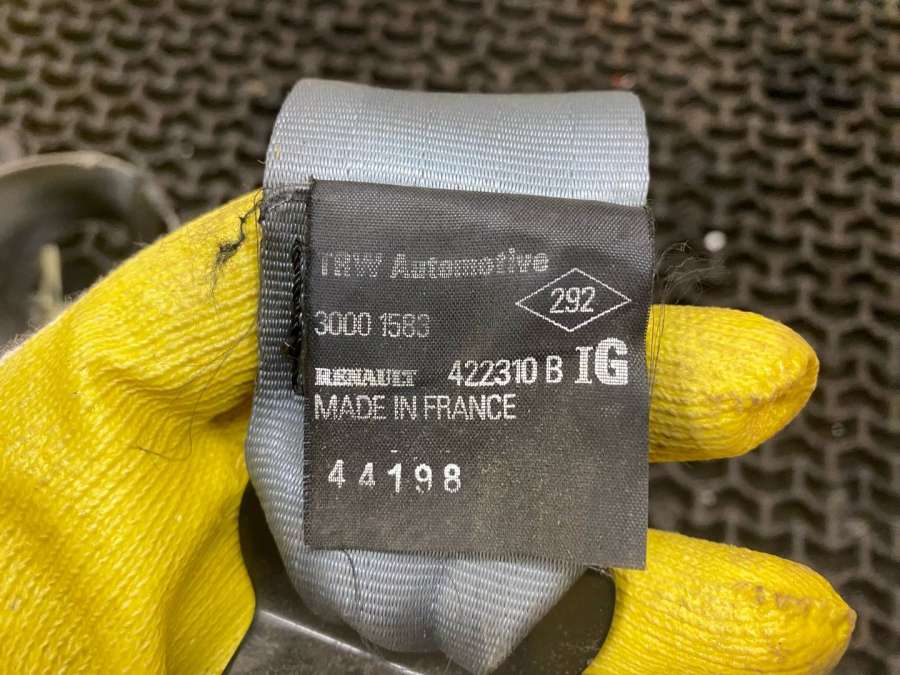 TRW Automotive
292
3000 1583
RENAULT 422310 B IG
MADE IN FRANCE
44198